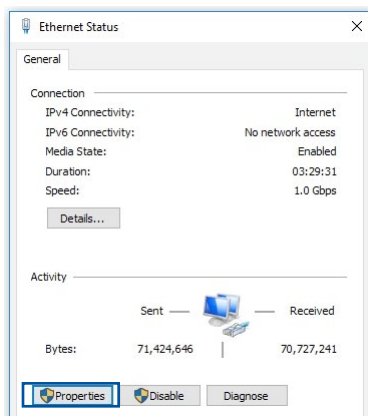 Ethernet Status
General
Connection
IPv4 Connectivity: Internet
IPv6 Connectivity: No network access
Media State: Enabled
Duration: 03:29:31
Speed: 1.0 Gbps
Details...
Activity
Sent Received
Bytes: 71,424,646 70,727,241
Properties Disable Diagnose